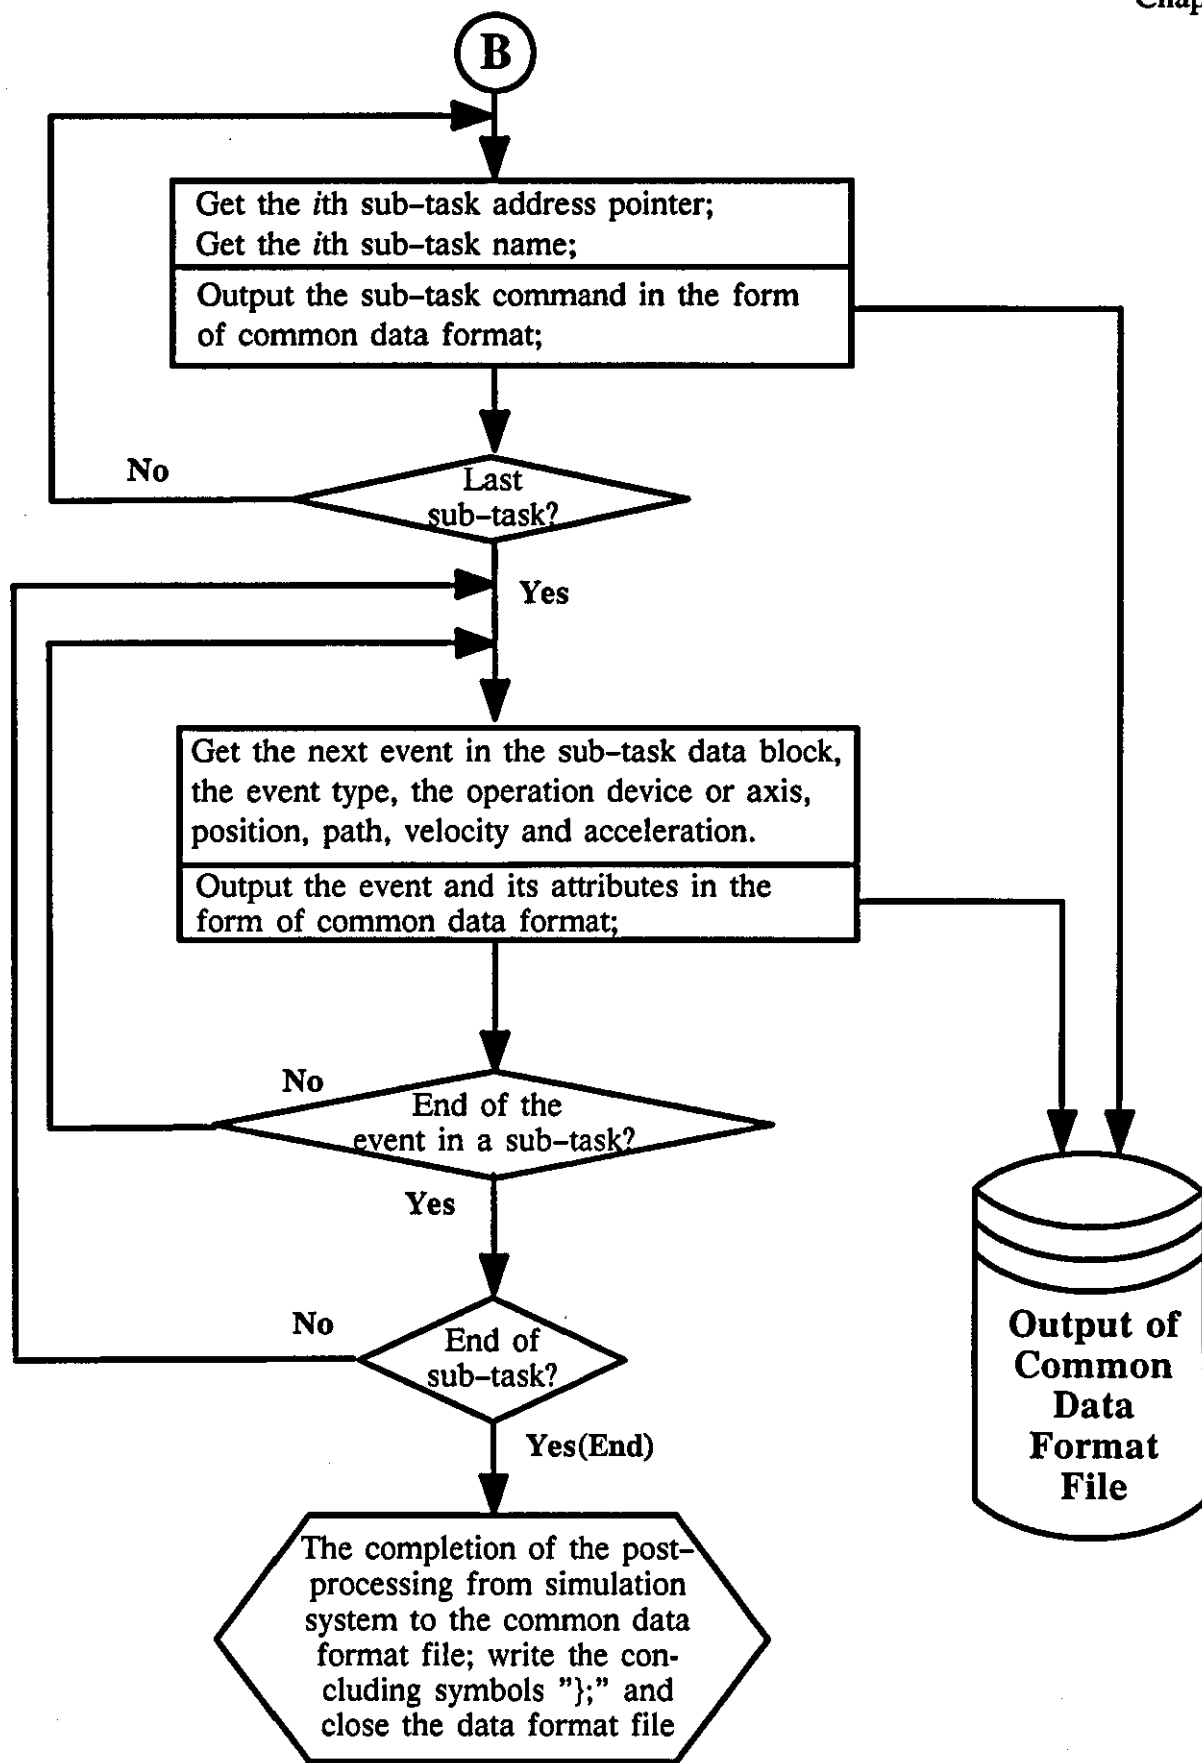 Chap
B
Get the ith sub-task address pointer;
Get the ith sub-task name;
Output the sub-task command in the form
of common data format;
No
Last
sub-task?
Yes
Get the next event in the sub-task data block,
the event type, the operation device or axis,
position, path, velocity and acceleration.
Output the event and its attributes in the
form of common data format;
No
End of the
event in a sub-task?
Yes
No
End of
sub-task?
Yes(End)
Output of
Common
Data
Format
File
The completion of the post-
processing from simulation
system to the common data
format file; write the con-
cluding symbols "};" and
close the data format file